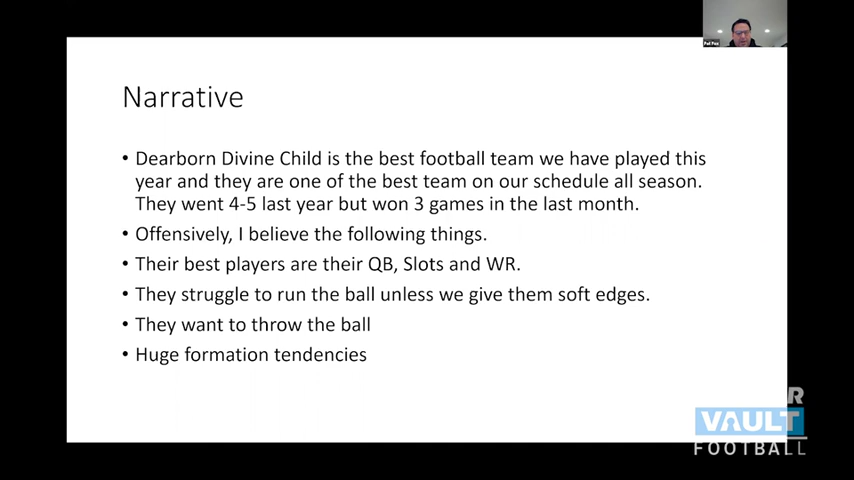 Pat Fox
Narrative
• Dearborn Divine Child is the best football team we have played this
year and they are one of the best team on our schedule all season.
They went 4-5 last year but won 3 games in the last month.
• Offensively, I believe the following things.
• Their best players are their QB, Slots and WR.
• They struggle to run the ball unless we give them soft edges.
• They want to throw the ball
• Huge formation tendencies
R
VAULT
FOOTBALL